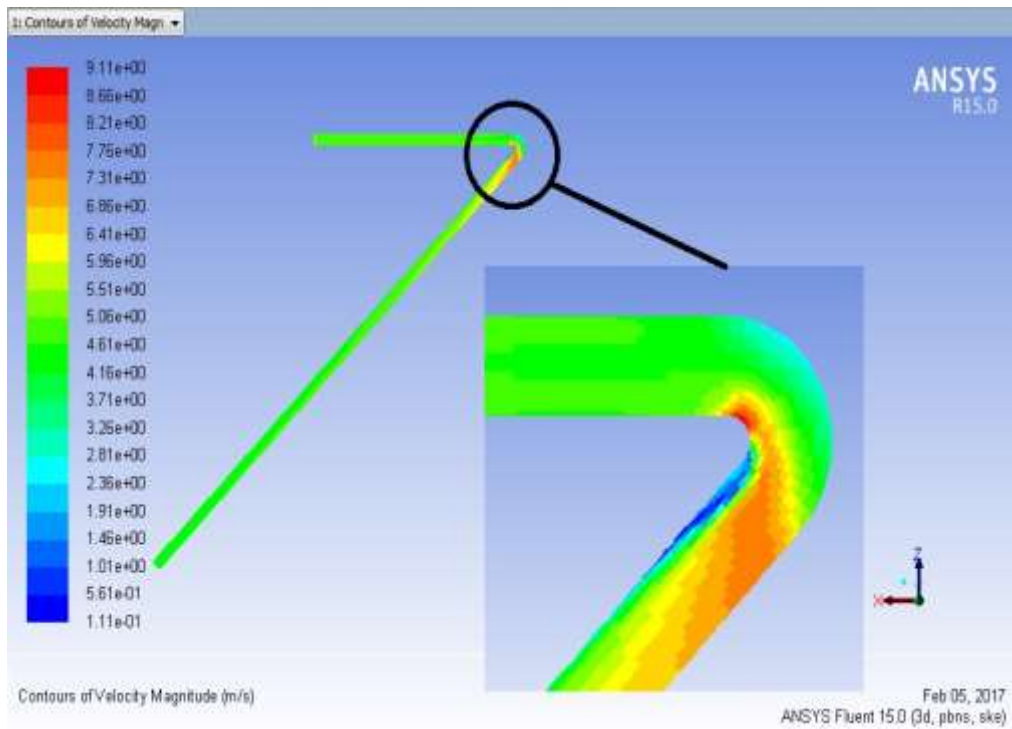 1: Contours of Velocity Magn
ANSYS
R15.0
9.11e+00
8.66e+00
8.21e+00
7.76e+00
7.31e+00
6.86e+00
6.41e+00
5.96e+00
5.51e+00
5.06e+00
4.61e+00
4.16e+00
3.71e+00
3.26e+00
2.81e+00
2.36e+00
1.91e+00
1.46e+00
1.01e+00
5.61e-01
1.11e-01
Z
X
Contours of Velocity Magnitude (m/s)
Feb 05, 2017
ANSYS Fluent 15.0 (3d, pbns, ske)